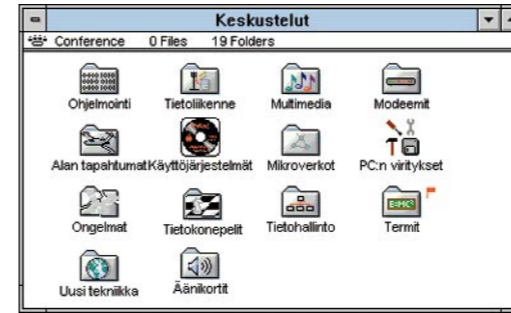 Keskustelut
Conference 0 Files 19 Folders
Ohjelmointi Tietoliikenne Multimedia Modeemit
Alan tapahtumat Käyttöjärjestelmät Mikroverkot PC:n viritykset
Ongelmat Tietokonepelit Tietohallinto Termit
Uusi tekniikka Äänikortit